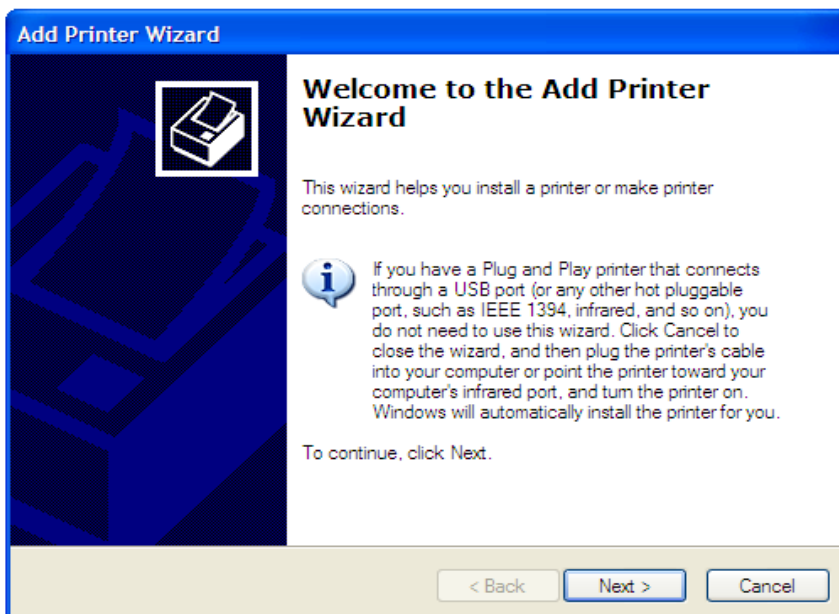 Add Printer Wizard
Welcome to the Add Printer
Wizard
This wizard helps you install a printer or make printer
connections.
If you have a Plug and Play printer that connects
through a USB port (or any other hot pluggable
port, such as IEEE 1394, infrared, and so on), you
do not need to use this wizard. Click Cancel to
close the wizard, and then plug the printer's cable
into your computer or point the printer toward your
computer's infrared port, and turn the printer on.
Windows will automatically install the printer for you.
To continue, click Next.
< Back Next > Cancel